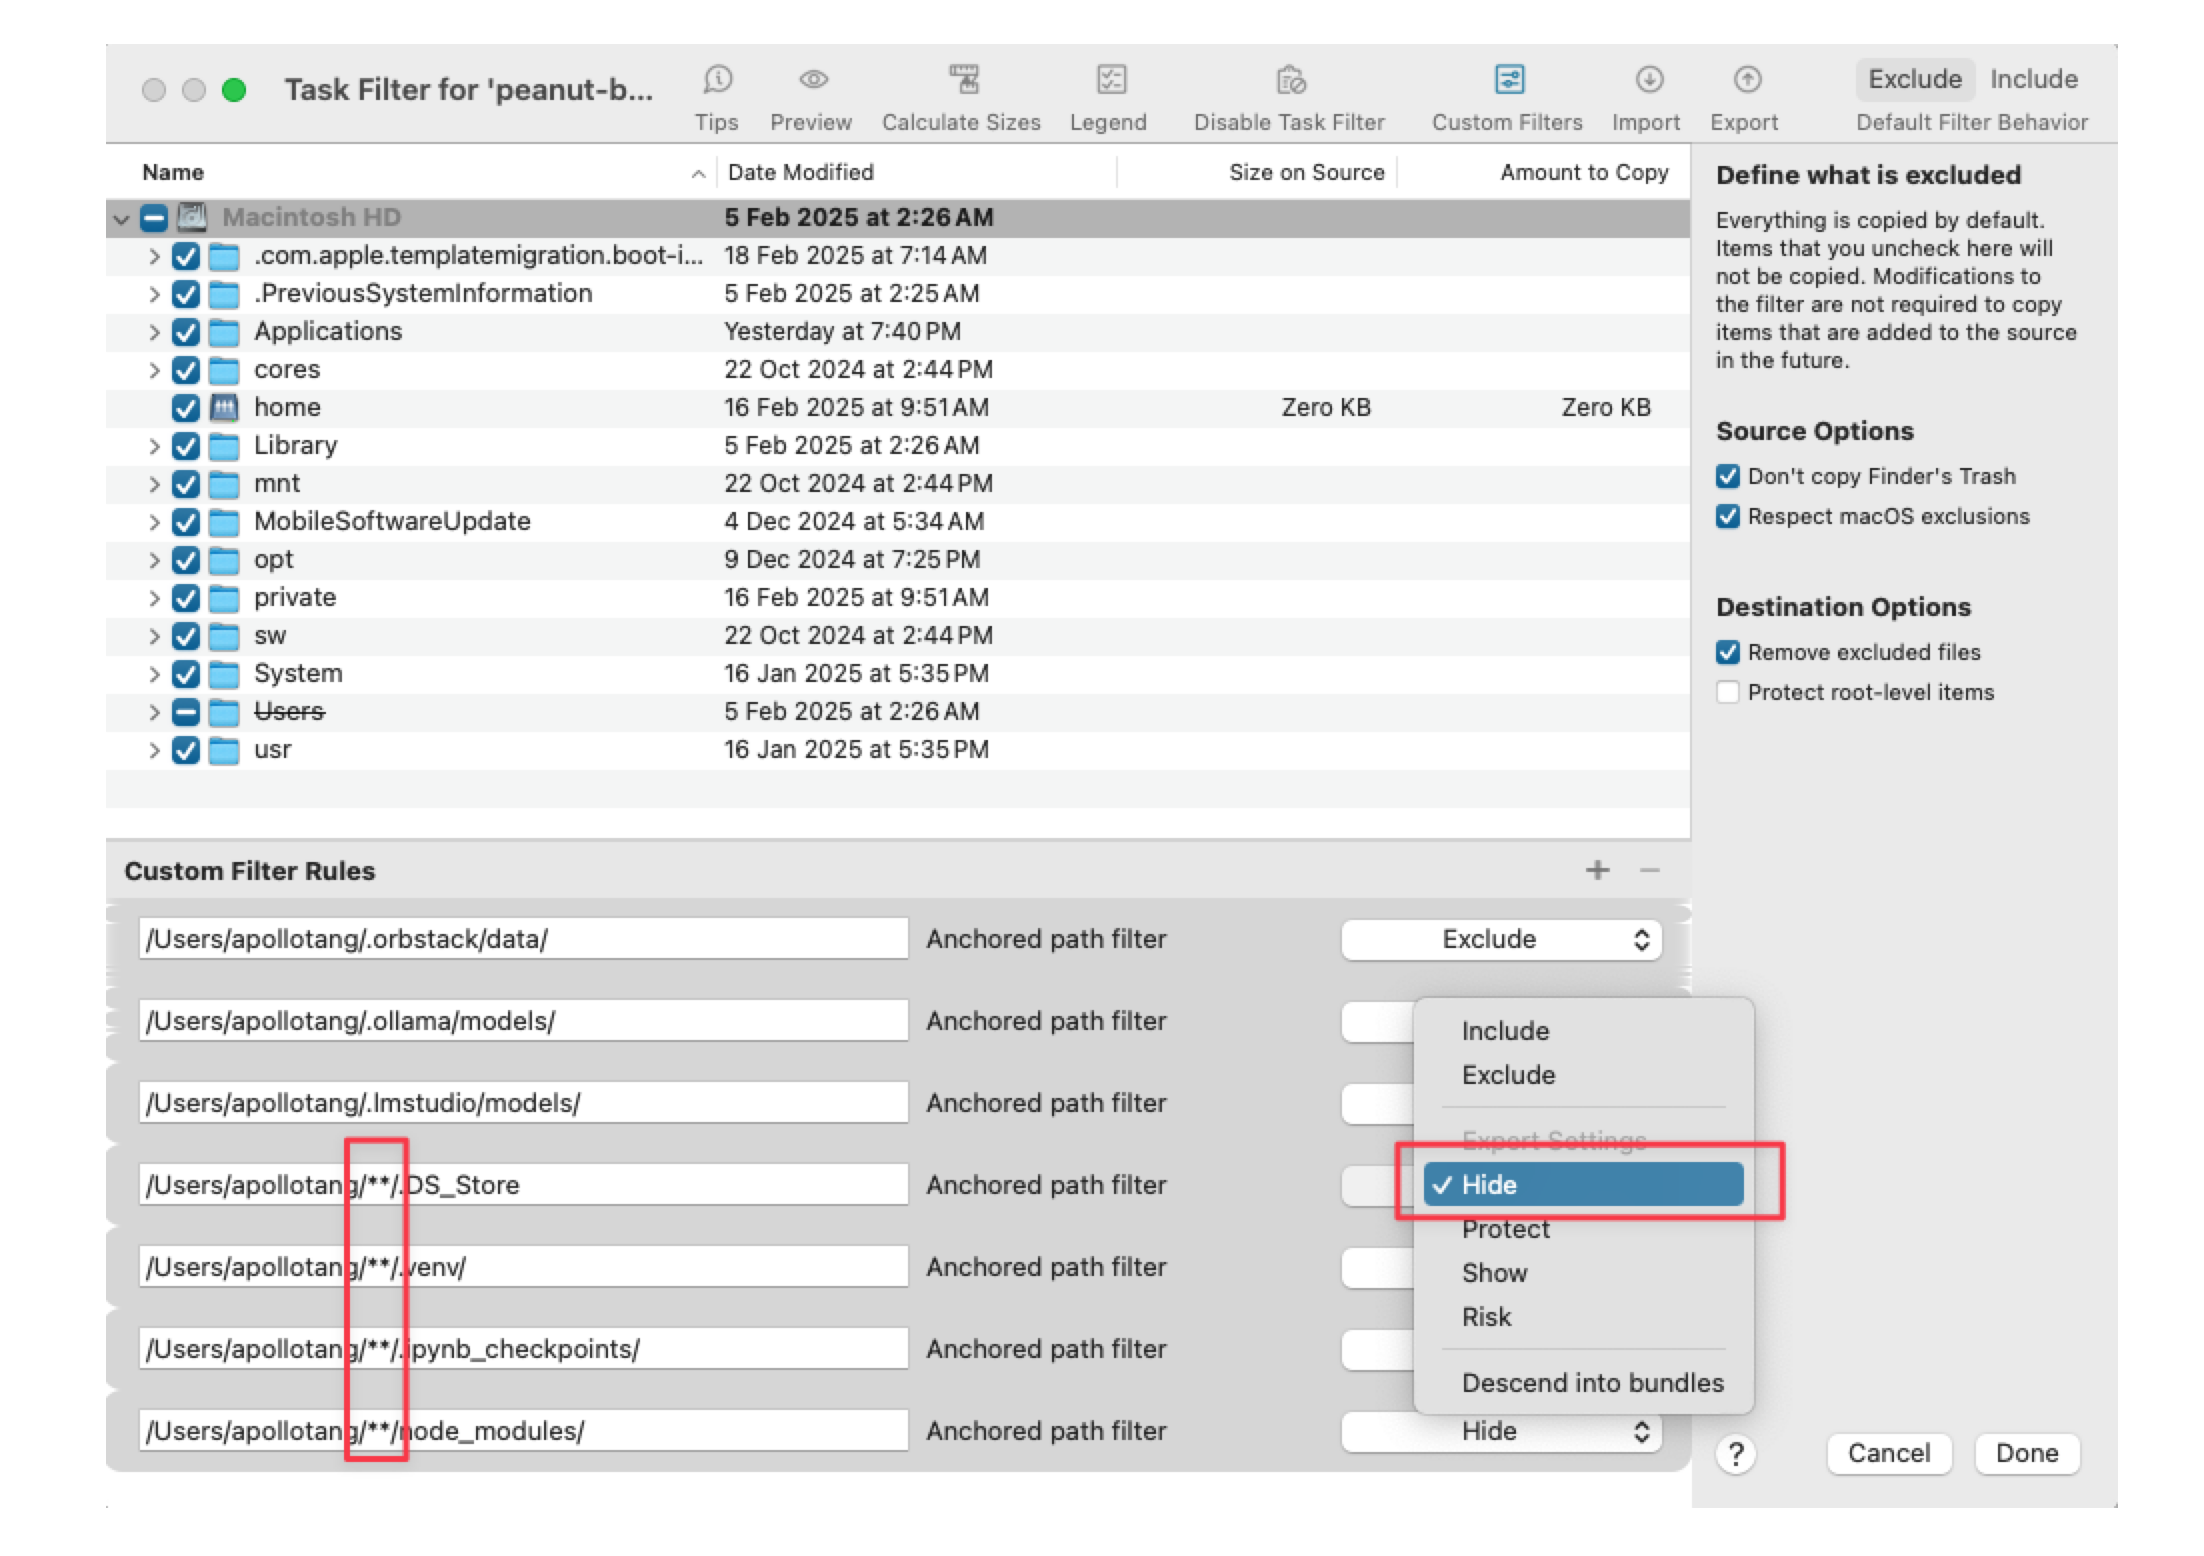 Task Filter for 'peanut-b...
Tips
Preview
Calculate Sizes
Legend
Disable Task Filter
Custom Filters
Import
Export
Exclude Include
Default Filter Behavior
Name Date Modified Size on Source Amount to Copy
Macintosh HD 5 Feb 2025 at 2:26 AM
.com.apple.templatemigration.boot-i... 18 Feb 2025 at 7:14 AM
.PreviousSystemInformation 5 Feb 2025 at 2:25 AM
Applications Yesterday at 7:40 PM
cores 22 Oct 2024 at 2:44 PM
home 16 Feb 2025 at 9:51 AM Zero KB Zero KB
Library 5 Feb 2025 at 2:26 AM
mnt 22 Oct 2024 at 2:44 PM
MobileSoftwareUpdate 4 Dec 2024 at 5:34 AM
opt 9 Dec 2024 at 7:25 PM
private 16 Feb 2025 at 9:51 AM
sw 22 Oct 2024 at 2:44 PM
System 16 Jan 2025 at 5:35 PM
Users 5 Feb 2025 at 2:26 AM
usr 16 Jan 2025 at 5:35 PM
Define what is excluded
Everything is copied by default.
Items that you uncheck here will
not be copied. Modifications to
the filter are not required to copy
items that are added to the source
in the future.
Source Options
Don't copy Finder's Trash
Respect macOS exclusions
Destination Options
Remove excluded files
Protect root-level items
Custom Filter Rules + −
/Users/apollotang/.orbstack/data/ Anchored path filter Exclude
/Users/apollotang/.ollama/models/ Anchored path filter
/Users/apollotang/.lmstudio/models/ Anchored path filter
/Users/apollotang/**/.DS_Store Anchored path filter
/Users/apollotang/**/.venv/ Anchored path filter
/Users/apollotang/**/.ipynb_checkpoints/ Anchored path filter
/Users/apollotang/**/node_modules/ Anchored path filter Hide
Include
Exclude
Export Settings
Hide
Protect
Show
Risk
Descend into bundles
? Cancel Done